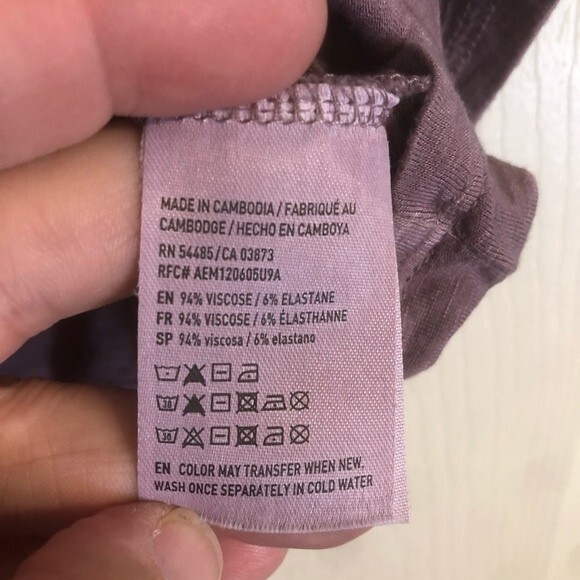 MADE IN CAMBODIA / FABRIQUÉ AU
CAMBODGE / HECHO EN CAMBOYA
RN 54485/CA 03873
RFC# AEM120605U9A
EN 94% VISCOSE / 6% ELASTANE
FR 94% VISCOSE / 6% ÉLASTHANNE
SP 94% viscosa / 6% elastano
30
30
EN COLOR MAY TRANSFER WHEN NEW.
WASH ONCE SEPARATELY IN COLD WATER